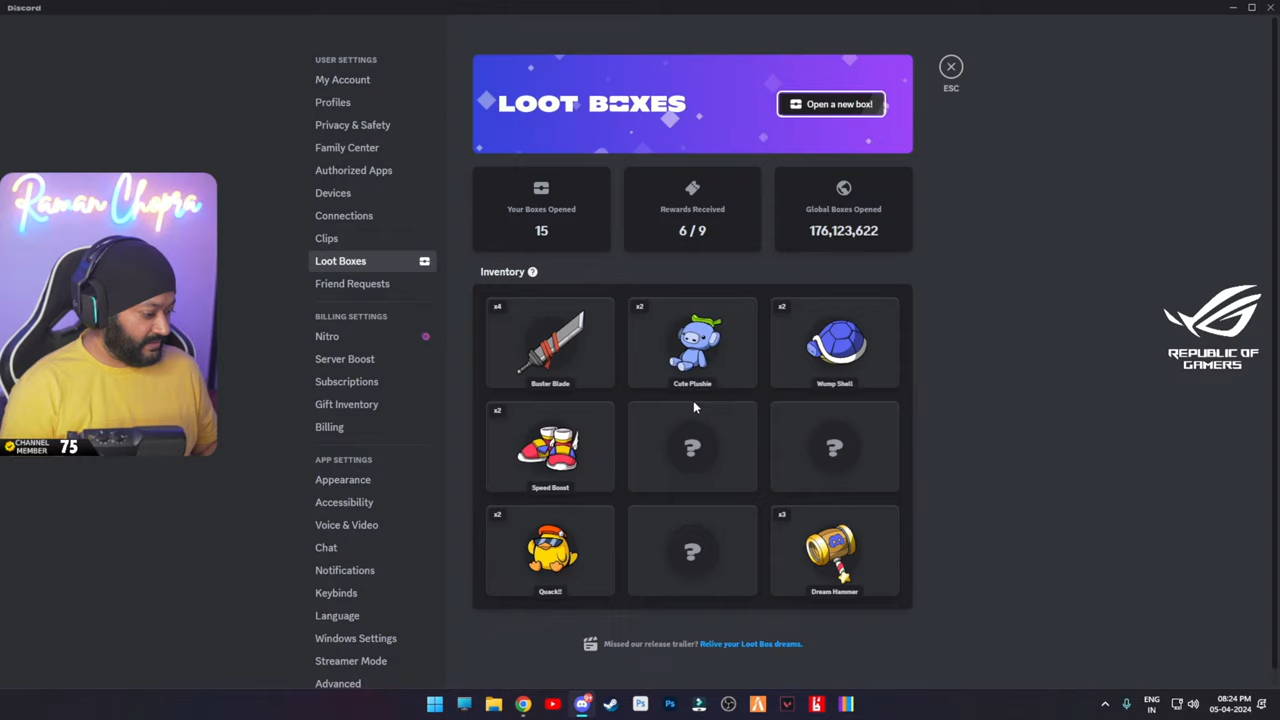 Discord
USER SETTINGS
My Account
Profiles
Privacy & Safety
Family Center
Authorized Apps
Devices
Connections
Clips
Loot Boxes
Friend Requests
BILLING SETTINGS
Nitro
Server Boost
Subscriptions
Gift Inventory
Billing
APP SETTINGS
Appearance
Accessibility
Voice & Video
Chat
Notifications
Keybinds
Language
Windows Settings
Streamer Mode
Advanced
LOOT BOXES
Open a new box!
ESC
Your Boxes Opened
15
Rewards Received
6 / 9
Global Boxes Opened
176,123,622
Inventory ?
x4
Buster Blade
x2
Cute Plushie
x2
Wump Shell
x2
Speed Boost
?
?
x2
Quack!!
?
x3
Dream Hammer
Missed our release trailer? Relive your Loot Box dreams.
Raman Chopra
CHANNEL
MEMBER 75
REPUBLIC OF
GAMERS
9+
Ps
Ps
ENG
IN
08:24 PM
05-04-2024